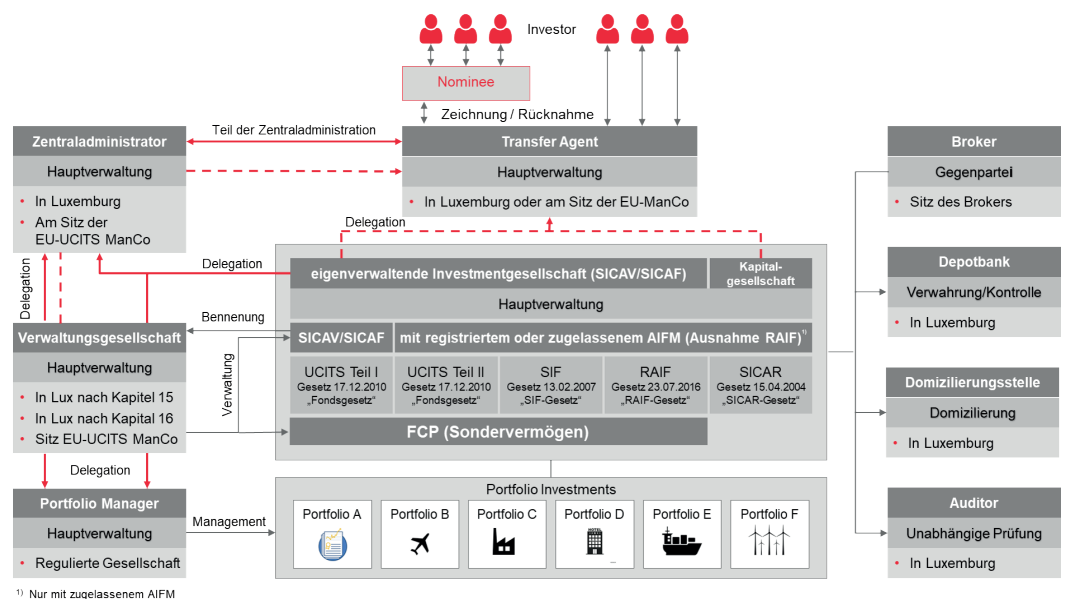 Investor
Nominee
Zeichnung / Rücknahme
Zentraladministrator
Hauptverwaltung
• In Luxemburg
• Am Sitz der
EU-UCITS ManCo
Teil der Zentraladministration
Transfer Agent
Hauptverwaltung
• In Luxemburg oder am Sitz der EU-ManCo
Delegation
Delegation
Delegation
eigenverwaltende Investmentgesellschaft (SICAV/SICAF)
Kapital-
gesellschaft
Hauptverwaltung
Bennenung
SICAV/SICAF
mit registriertem oder zugelassenem AIFM (Ausnahme RAIF)¹⁾
UCITS Teil I
Gesetz 17.12.2010
„Fondsgesetz“
UCITS Teil II
Gesetz 17.12.2010
„Fondsgesetz“
SIF
Gesetz 13.02.2007
„SIF-Gesetz“
RAIF
Gesetz 23.07.2016
„RAIF-Gesetz“
SICAR
Gesetz 15.04.2004
„SICAR-Gesetz“
FCP (Sondervermögen)
Verwaltungsgesellschaft
Hauptverwaltung
• In Lux nach Kapitel 15
• In Lux nach Kapitel 16
• Sitz EU-UCITS ManCo
Verwaltung
Delegation
Portfolio Manager
Hauptverwaltung
• Regulierte Gesellschaft
Management
Portfolio Investments
Portfolio A
Portfolio B
Portfolio C
Portfolio D
Portfolio E
Portfolio F
Broker
Gegenpartei
• Sitz des Brokers
Depotbank
Verwahrung/Kontrolle
• In Luxemburg
Domizilierungsstelle
Domizilierung
• In Luxemburg
Auditor
Unabhängige Prüfung
• In Luxemburg
¹⁾ Nur mit zugelassenem AIFM